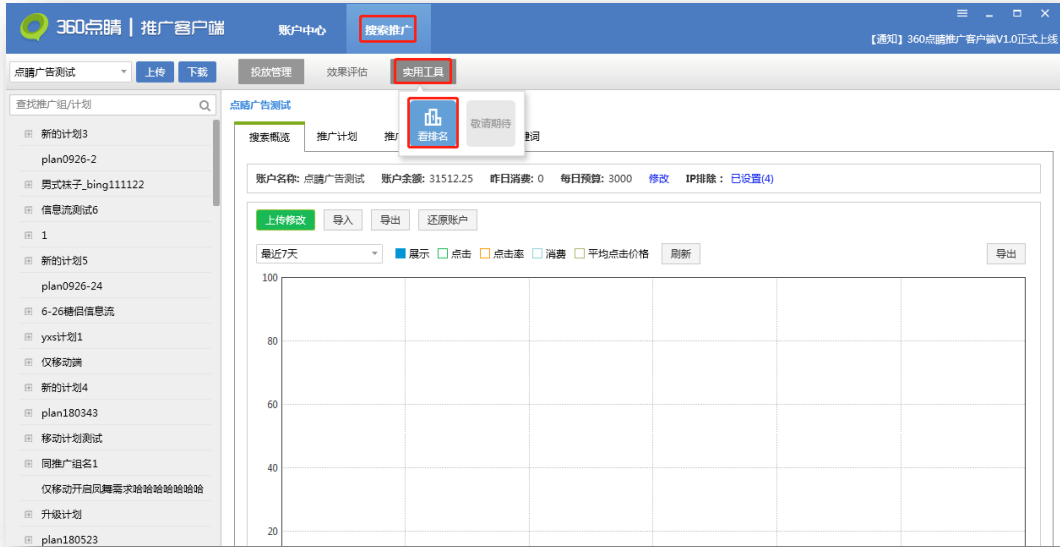 360点睛 | 推广客户端
账户中心
搜索推广
【通知】360点睛推广客户端V1.0正式上线
点睛广告测试
上传
下载
投放管理
效果评估
实用工具
查找推广组/计划
新的计划3
plan0926-2
男式袜子_bing111122
信息流测试6
1
新的计划5
plan0926-24
6-26糖侣信息流
yxs计划1
仅移动端
新的计划4
plan180343
移动计划测试
同推广组名1
仅移动开启凤舞需求哈哈哈哈哈哈哈
升级计划
plan180523
点睛广告测试
看排名
敬请期待
搜索概览
推广计划
推广
键词
账户名称: 点睛广告测试 账户余额: 31512.25 昨日消费: 0 每日预算: 3000 修改 IP排除： 已设置(4)
上传修改
导入
导出
还原账户
最近7天
展示
点击
点击率
消费
平均点击价格
刷新
导出
100
80
60
40
20